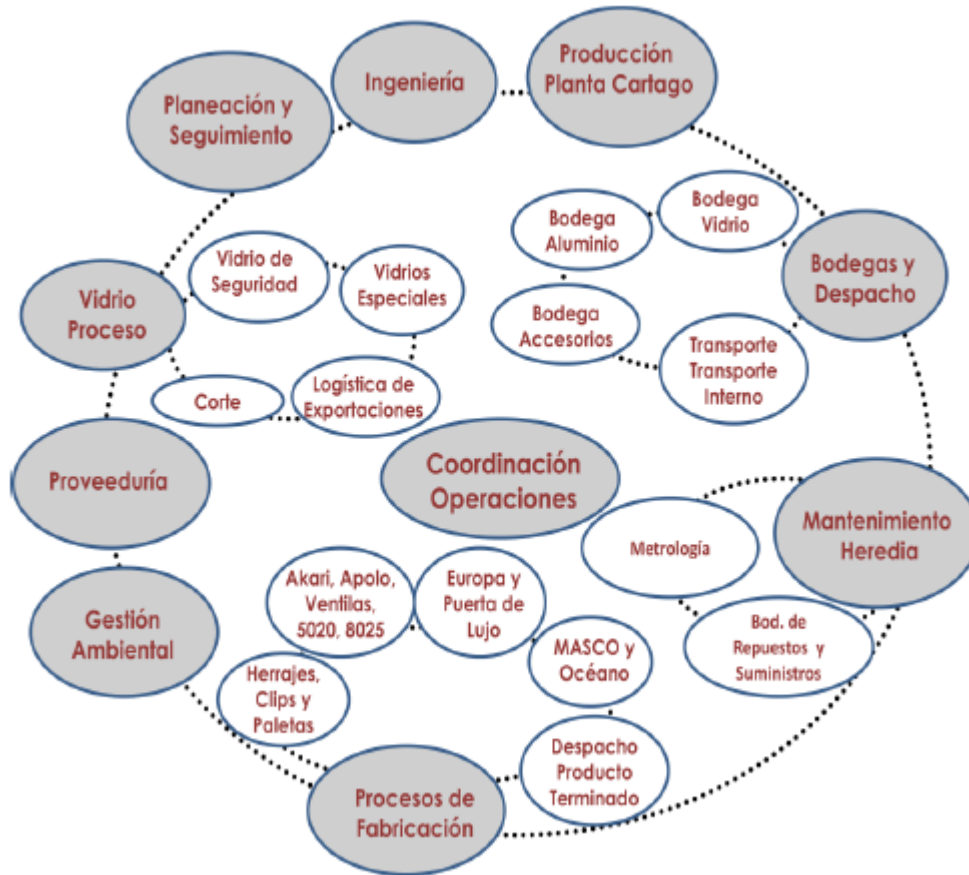 Producción
Planta Cartago
Ingeniería
Planeación y
Seguimiento
Bodega
Vidrio
Bodega
Aluminio
Bodegas y
Despacho
Vidrio de
Seguridad
Vidrios
Especiales
Vidrio
Proceso
Bodega
Accesorios
Transporte
Transporte
Interno
Corte
Logística de
Exportaciones
Proveeduría
Coordinación
Operaciones
Mantenimiento
Heredia
Metrología
Akari, Apolo,
Ventilas,
5020, 8025
Europa y
Puerta de
Lujo
Gestión
Ambiental
MASCO y
Océano
Bod. de
Repuestos y
Suministros
Herrajes,
Clips y
Paletas
Despacho
Producto
Terminado
Procesos de
Fabricación